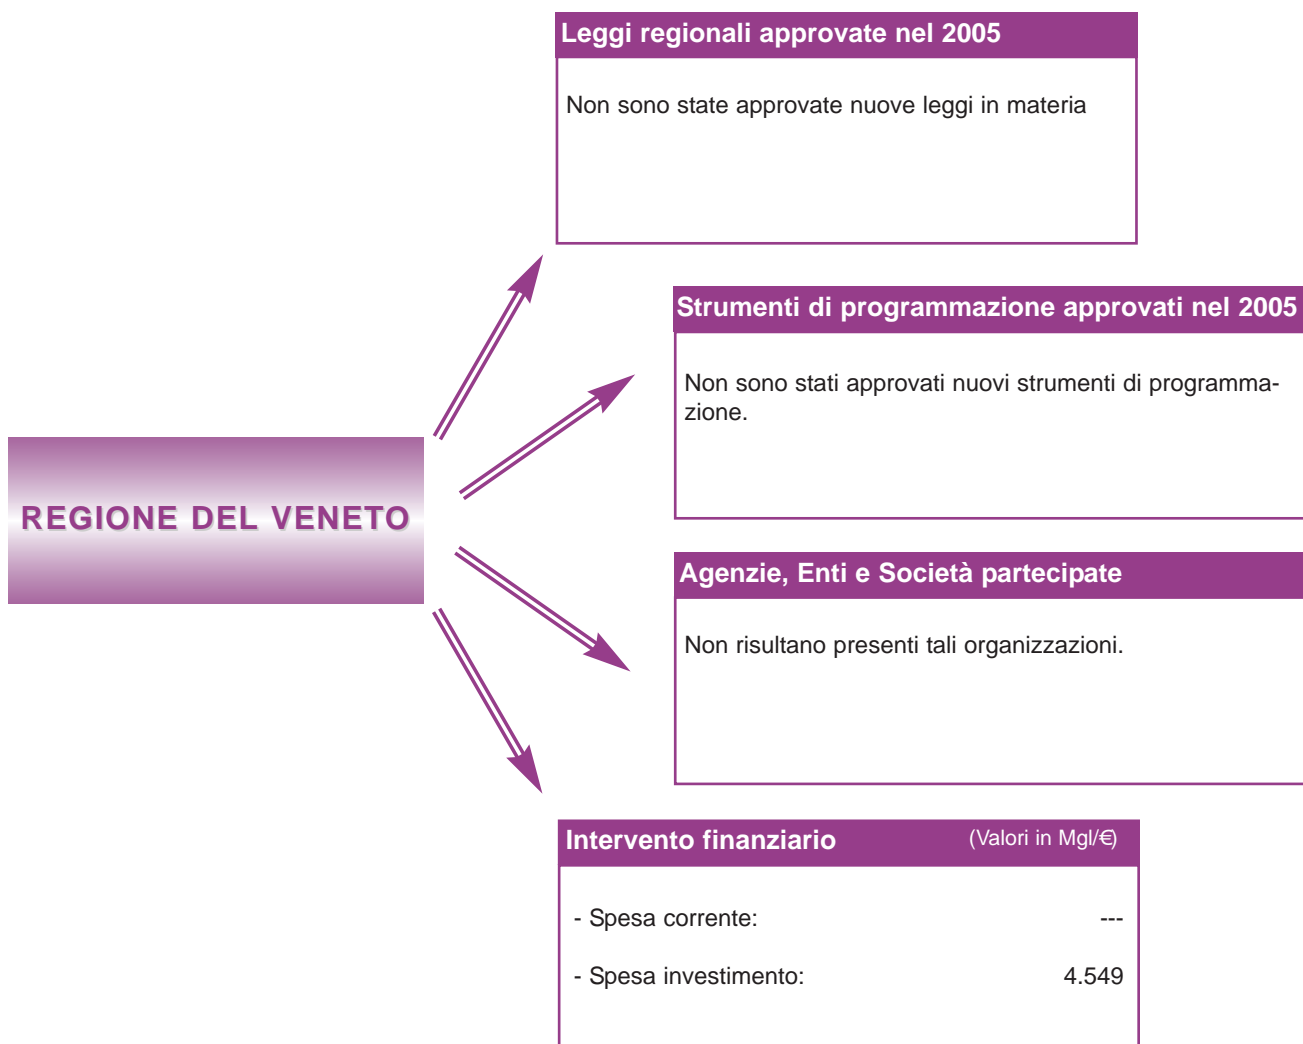 Leggi regionali approvate nel 2005
Non sono state approvate nuove leggi in materia
Strumenti di programmazione approvati nel 2005
Non sono stati approvati nuovi strumenti di programma-
zione.
REGIONE DEL VENETO
Agenzie, Enti e Società partecipate
Non risultano presenti tali organizzazioni.
Intervento finanziario (Valori in Mgl/€)
- Spesa corrente: ---
- Spesa investimento: 4.549